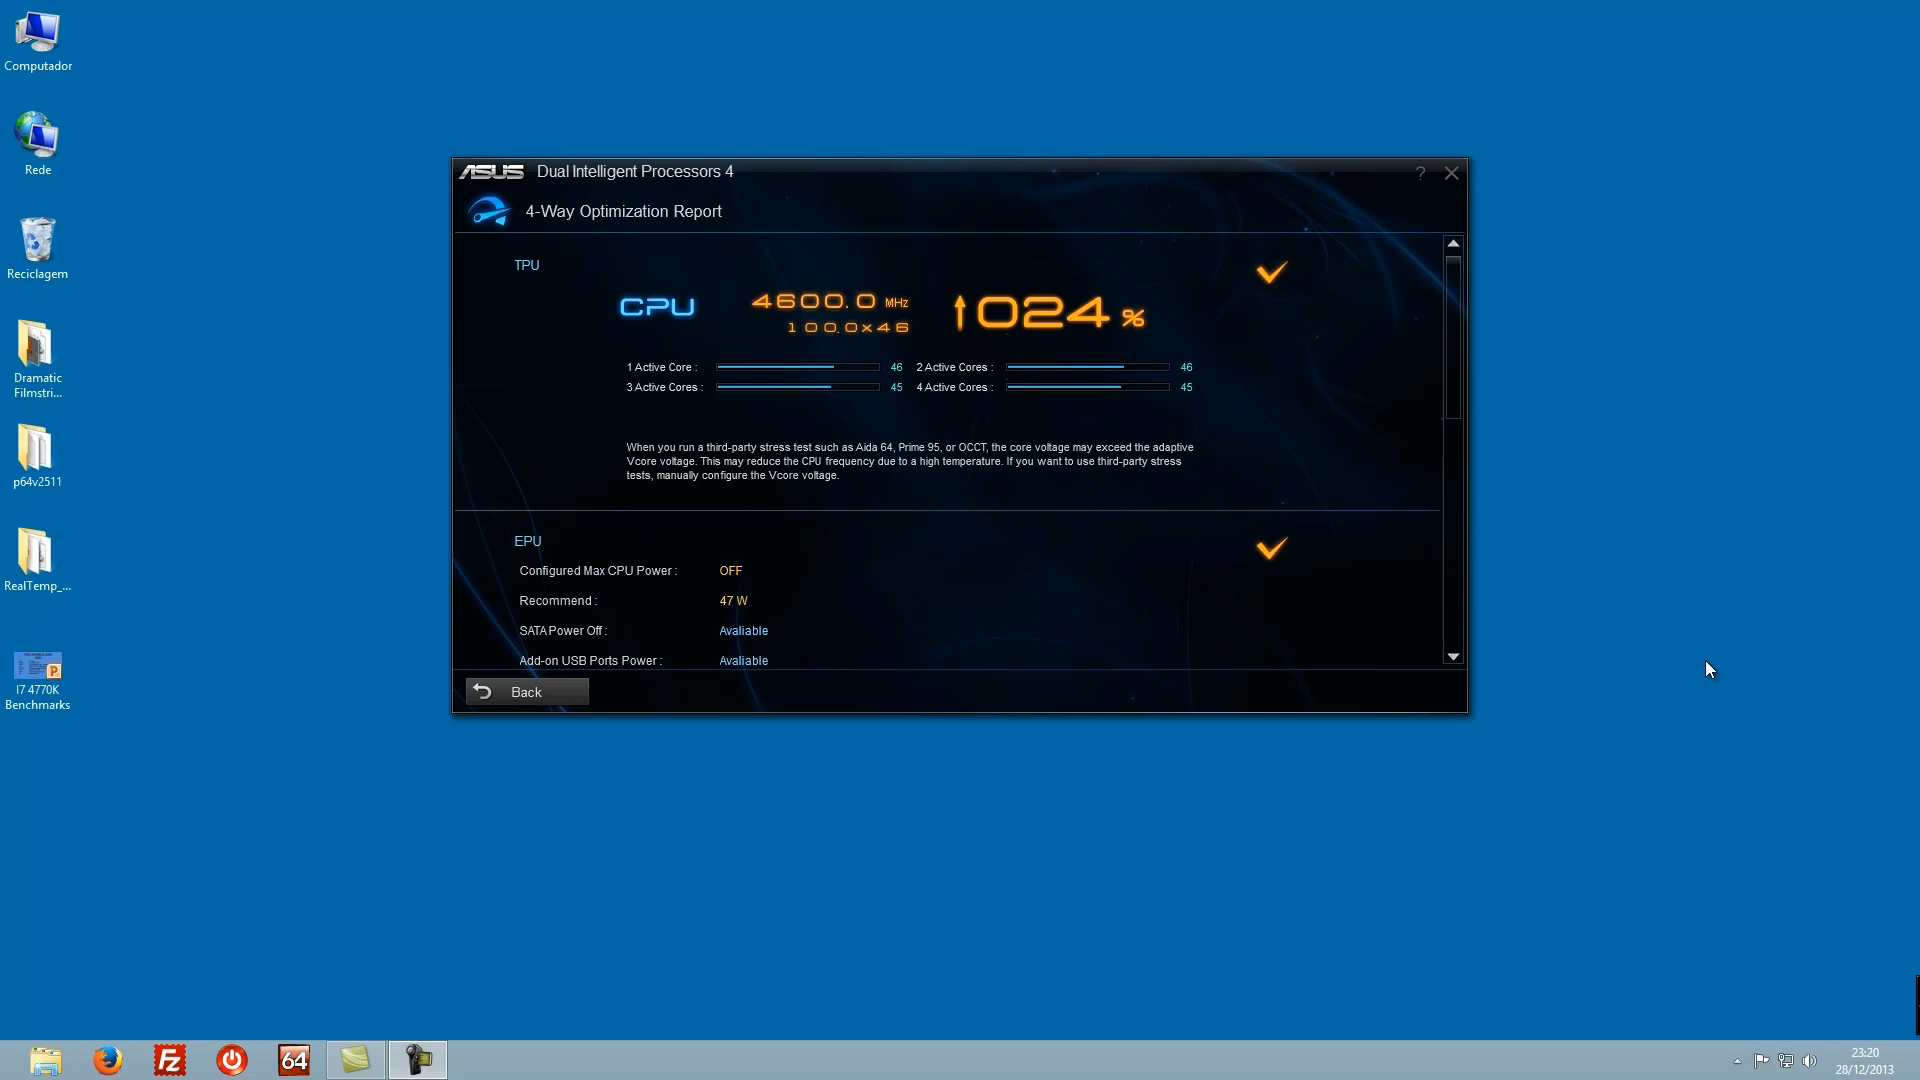 Computador
Rede
Reciclagem
Dramatic
Filmstri...
p64v2511
RealTemp_...
I7 4770K
Benchmarks
ASUS Dual Intelligent Processors 4
?
4-Way Optimization Report
TPU
CPU
4600.0 MHz
100.0x46
024 %
1 Active Core : 46 2 Active Cores : 46
3 Active Cores : 45 4 Active Cores : 45
When you run a third-party stress test such as Aida 64, Prime 95, or OCCT, the core voltage may exceed the adaptive
Vcore voltage. This may reduce the CPU frequency due to a high temperature. If you want to use third-party stress
tests, manually configure the Vcore voltage.
EPU
Configured Max CPU Power : OFF
Recommend : 47 W
SATA Power Off : Avaliable
Add-on USB Ports Power : Avaliable
Back
Fz
64
23:20
28/12/2013